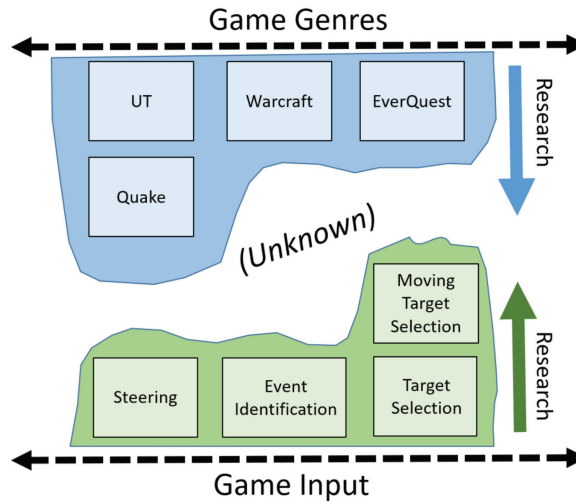 Game Genres
UT
Warcraft
EverQuest
Research
Quake
(Unknown)
Moving
Target
Selection
Research
Steering
Event
Identification
Target
Selection
Game Input